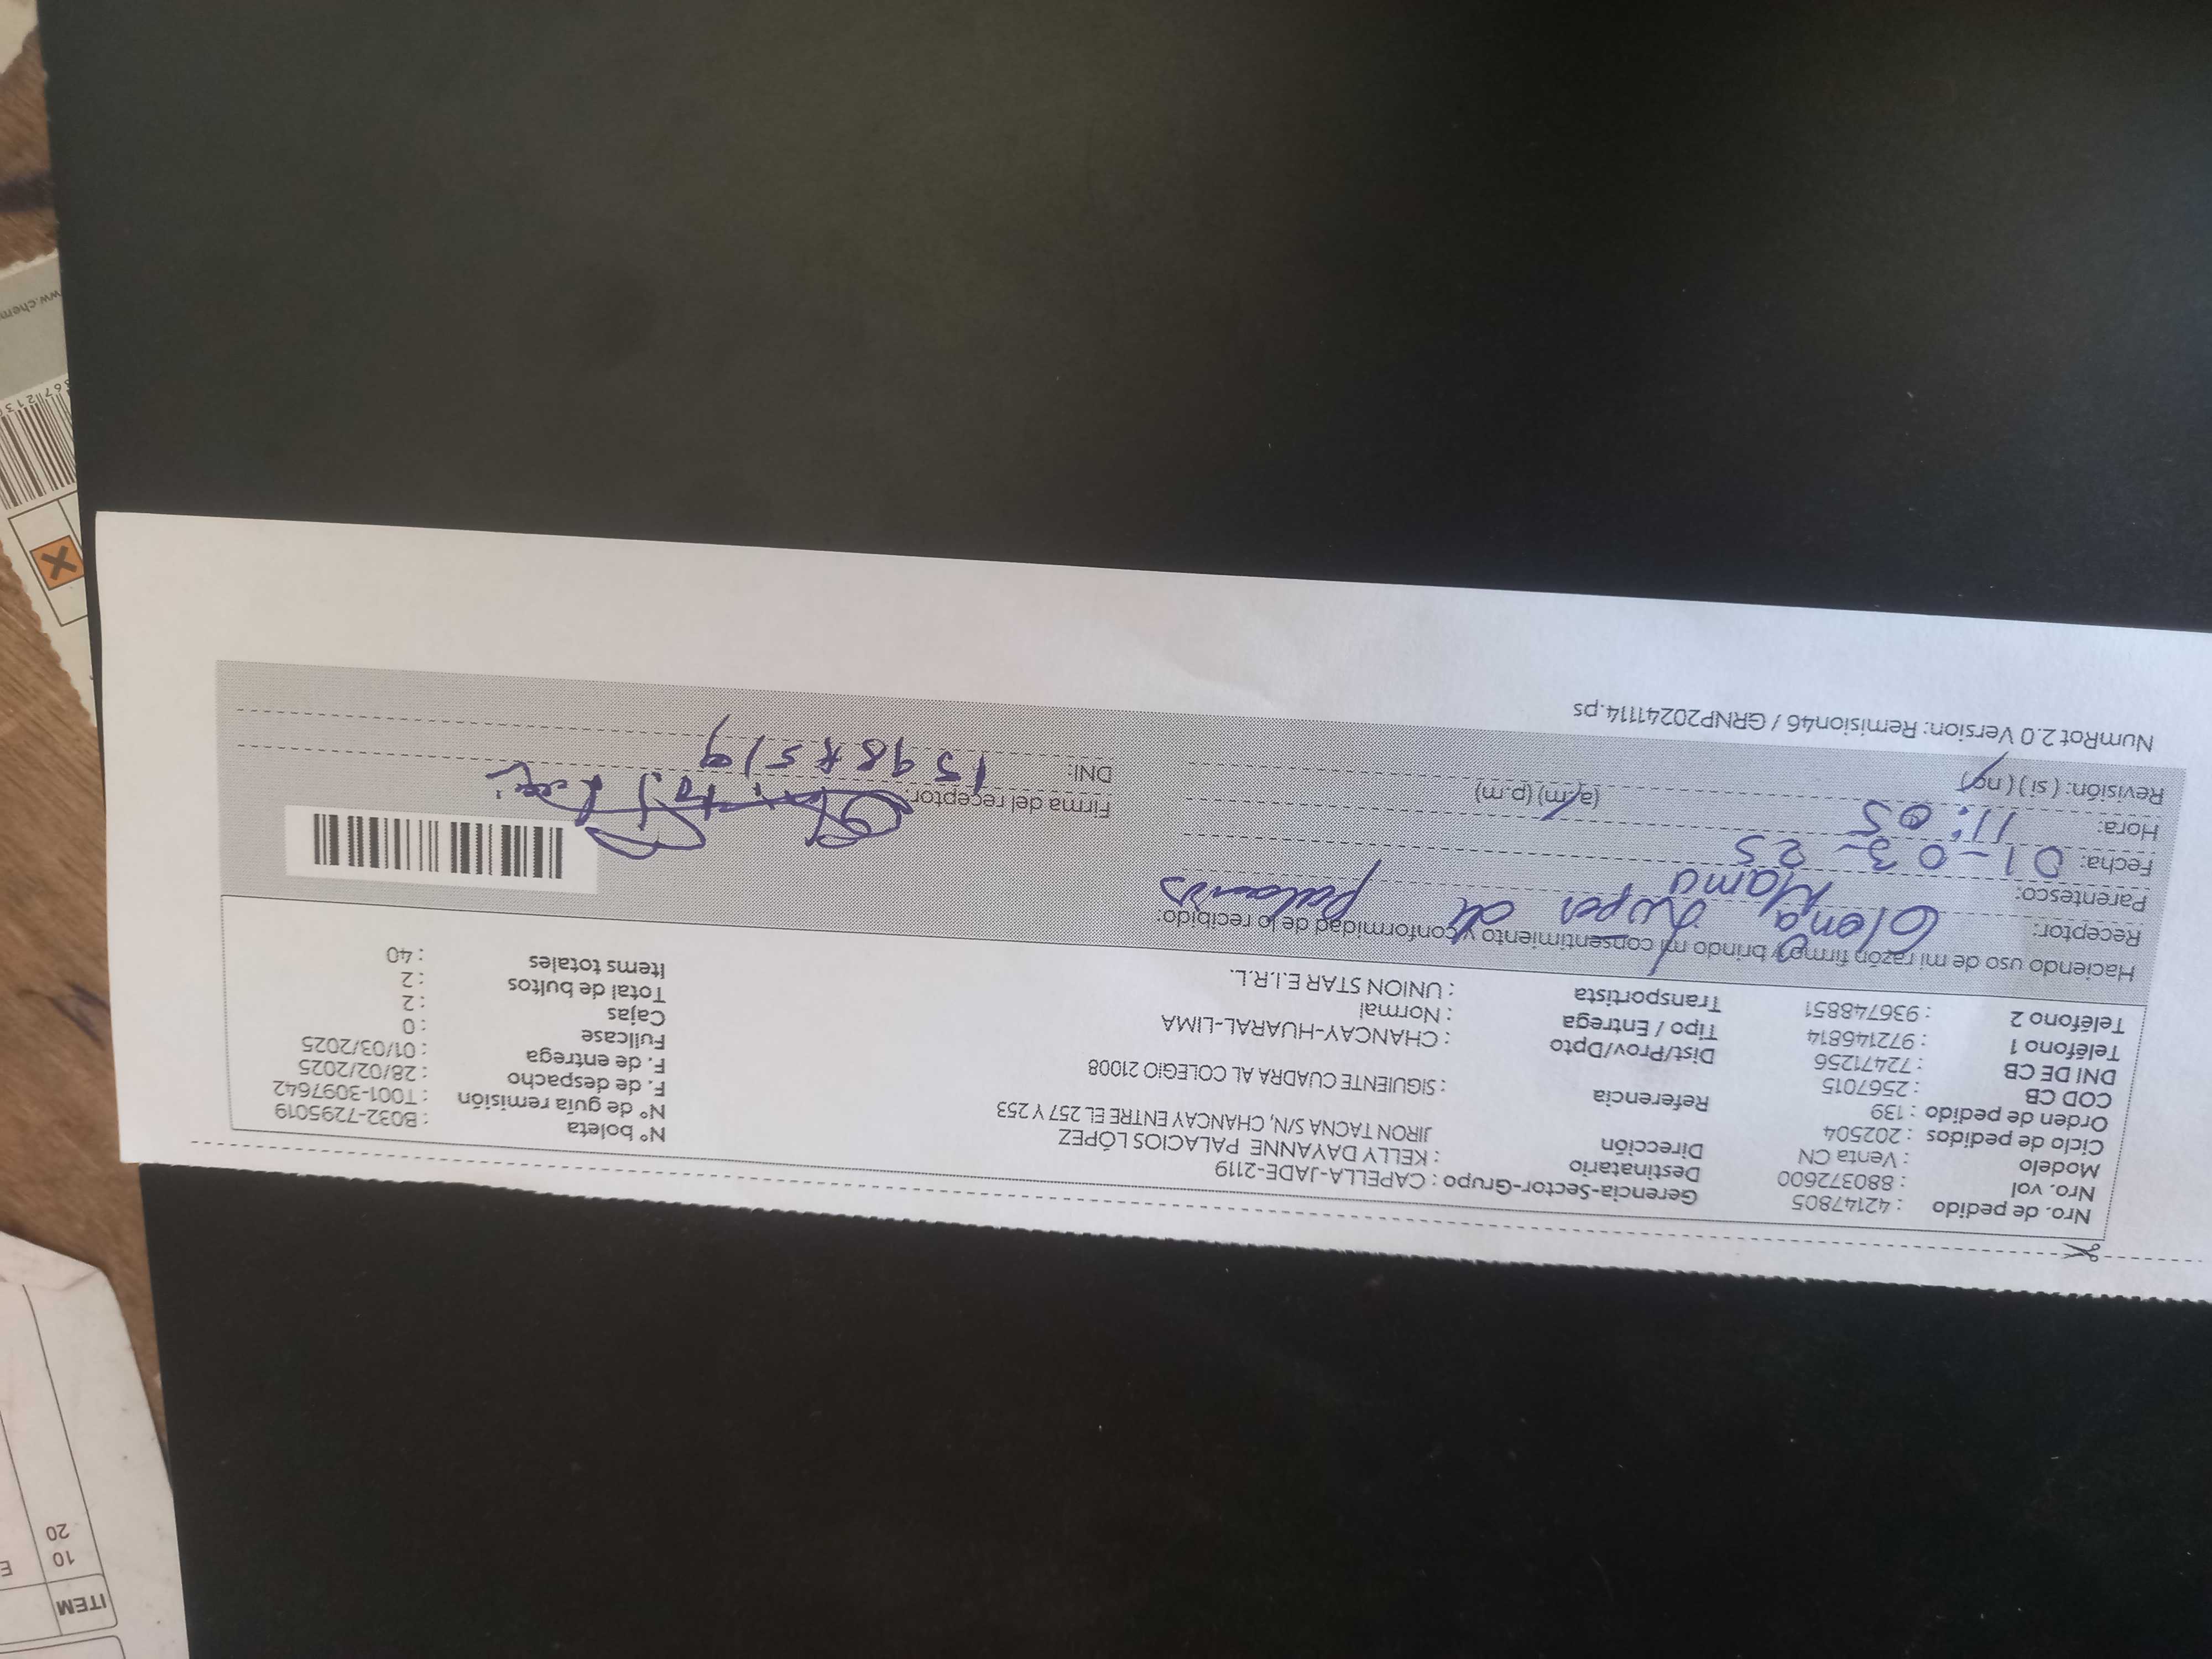 Nro. de pedido : 42147805
Nro. vol : 880372600
Modelo : Venta CN
Ciclo de pedidos : 202504
Orden de pedido : 139
COD CB : 2567015
DNI DE CB : 72471256
Teléfono 1 : 972146814
Teléfono 2 : 936748851
Gerencia-Sector-Grupo : CAPELLA-JADE-2119
Destinatario : KELLY DAYANNE PALACIOS LÓPEZ
Dirección JIRON TACNA S/N, CHANCAY ENTRE EL 257 Y 253
Referencia : SIGUIENTE CUADRA AL COLEGIO 21008
Dist/Prov/Dpto : CHANCAY-HUARAL-LIMA
Tipo / Entrega : Normal
Transportista : UNION STAR E.I.R.L.
N° boleta : B032-7295019
N° de guía remisión : T001-3097642
F. de despacho : 28/02/2025
F. de entrega : 01/03/2025
Fullcase : 0
Cajas : 2
Total de bultos : 2
Items totales : 40
Haciendo uso de mi razón firmo y brindo mi consentimiento y conformidad de lo recibido:
Receptor: de Palacios
Parentesco: Mama
Fecha: 01-03-25
Hora: 11:05 (a.m) (p.m)
Revisión: (si) (no)
Firma del receptor:
DNI:
NumRot 2.0 Version: Remision46 / GRNP20241114.ps
ITEM
10
20
E